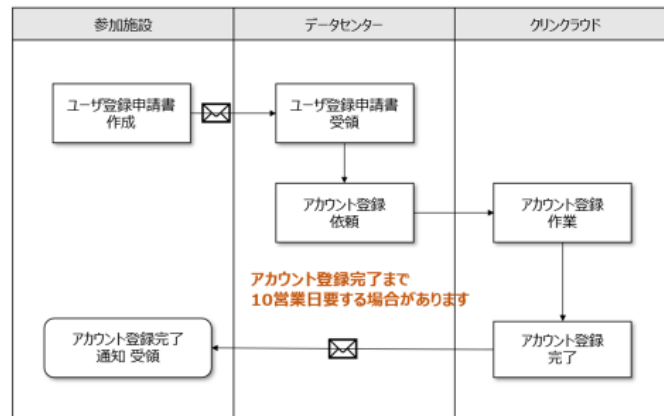 参加施設
データセンター
クリンクラウド
ユーザ登録申請書
作成
ユーザ登録申請書
受領
アカウント登録
依頼
アカウント登録
作業
アカウント登録完了まで
10営業日要する場合があります
アカウント登録完了
通知 受領
アカウント登録
完了